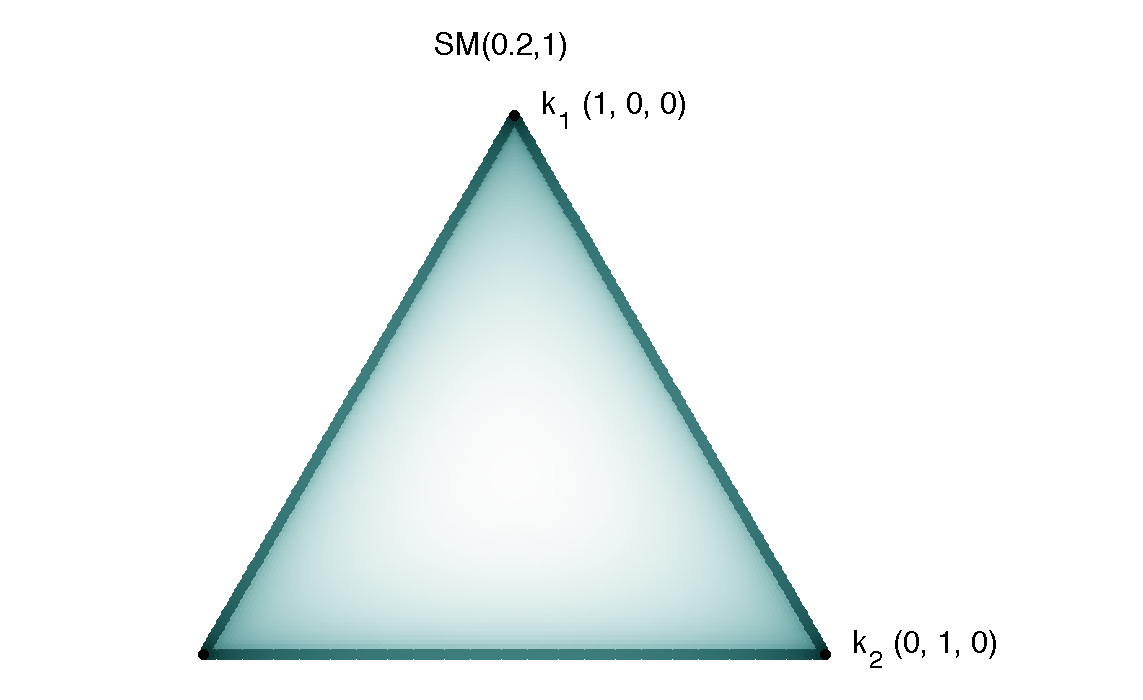 SM(0.2,1)
k₁ (1, 0, 0)
k₂ (0, 1, 0)